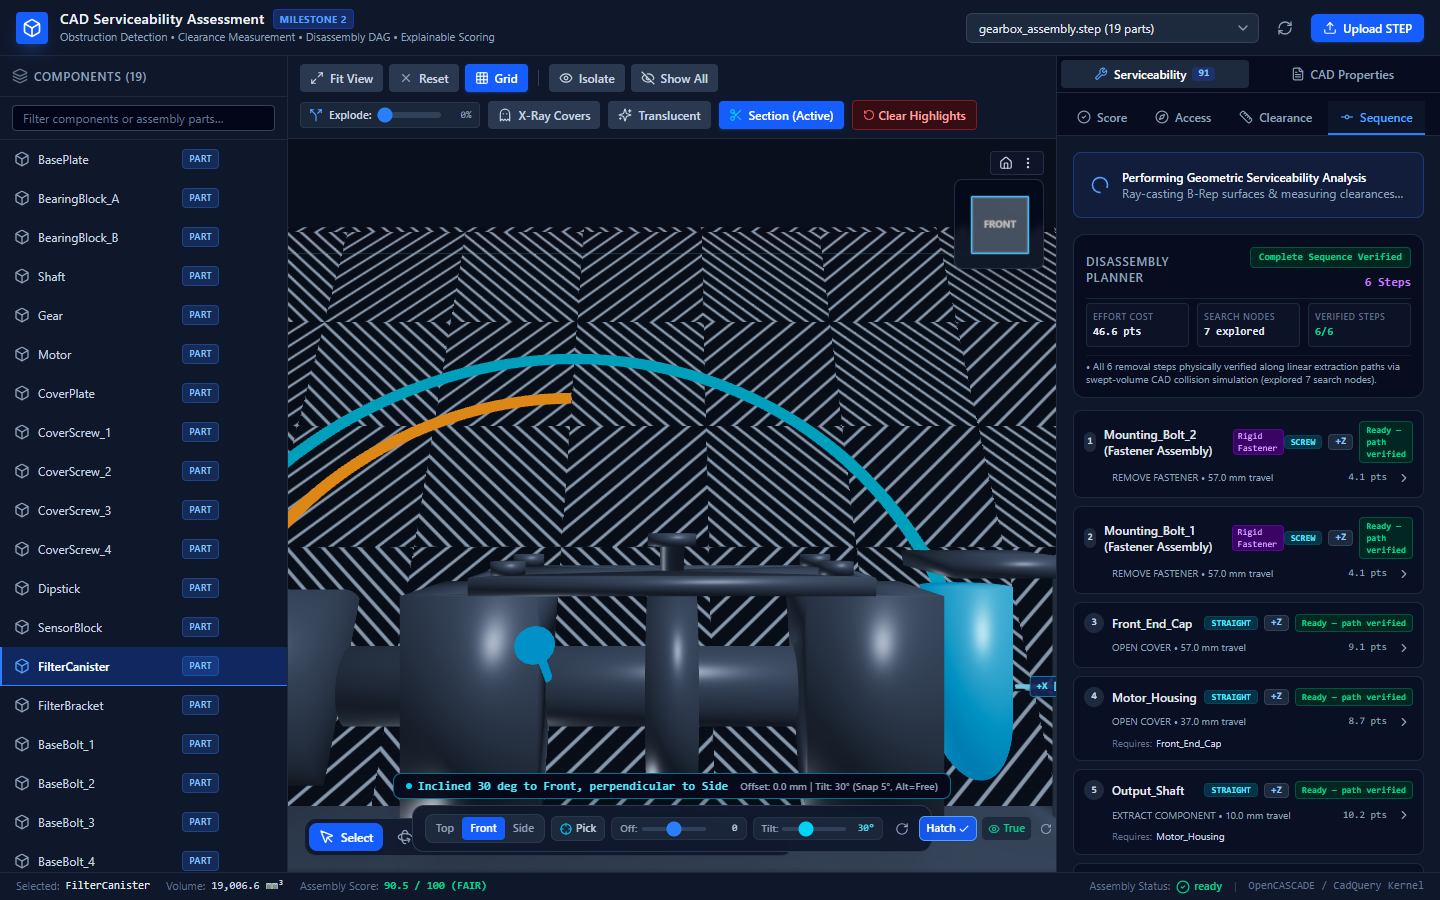 CAD Serviceability Assessment MILESTONE 2
Obstruction Detection • Clearance Measurement • Disassembly DAG • Explainable Scoring
gearbox_assembly.step (19 parts)
Upload STEP
COMPONENTS (19)
Filter components or assembly parts...
BasePlate PART
BearingBlock_A PART
BearingBlock_B PART
Shaft PART
Gear PART
Motor PART
CoverPlate PART
CoverScrew_1 PART
CoverScrew_2 PART
CoverScrew_3 PART
CoverScrew_4 PART
Dipstick PART
SensorBlock PART
FilterCanister PART
FilterBracket PART
BaseBolt_1 PART
BaseBolt_2 PART
BaseBolt_3 PART
BaseBolt_4 PART
Fit View Reset Grid Isolate Show All
Explode: 0% X-Ray Covers Translucent Section (Active) Clear Highlights
FRONT
+X
Inclined 30 deg to Front, perpendicular to Side Offset: 0.0 mm | Tilt: 30° (Snap 5°, Alt=Free)
Select Top Front Side Pick Off: 0 Tilt: 30° Hatch ✓ True
Serviceability 91 CAD Properties
Score Access Clearance Sequence
Performing Geometric Serviceability Analysis
Ray-casting B-Rep surfaces & measuring clearances...
DISASSEMBLY PLANNER
Complete Sequence Verified
6 Steps
EFFORT COST
46.6 pts
SEARCH NODES
7 explored
VERIFIED STEPS
6/6
• All 6 removal steps physically verified along linear extraction paths via
swept-volume CAD collision simulation (explored 7 search nodes).
1 Mounting_Bolt_2 (Fastener Assembly) Rigid Fastener SCREW +Z Ready — path verified
REMOVE FASTENER • 57.0 mm travel 4.1 pts
2 Mounting_Bolt_1 (Fastener Assembly) Rigid Fastener SCREW +Z Ready — path verified
REMOVE FASTENER • 57.0 mm travel 4.1 pts
3 Front_End_Cap STRAIGHT +Z Ready — path verified
OPEN COVER • 57.0 mm travel 9.1 pts
4 Motor_Housing STRAIGHT +Z Ready — path verified
OPEN COVER • 37.0 mm travel 8.7 pts
Requires: Front_End_Cap
5 Output_Shaft STRAIGHT +Z Ready — path verified
EXTRACT COMPONENT • 10.0 mm travel 10.2 pts
Requires: Motor_Housing
Selected: FilterCanister Volume: 19,006.6 mm³ Assembly Score: 90.5 / 100 (FAIR)
Assembly Status: ready | OpenCASCADE / CadQuery Kernel